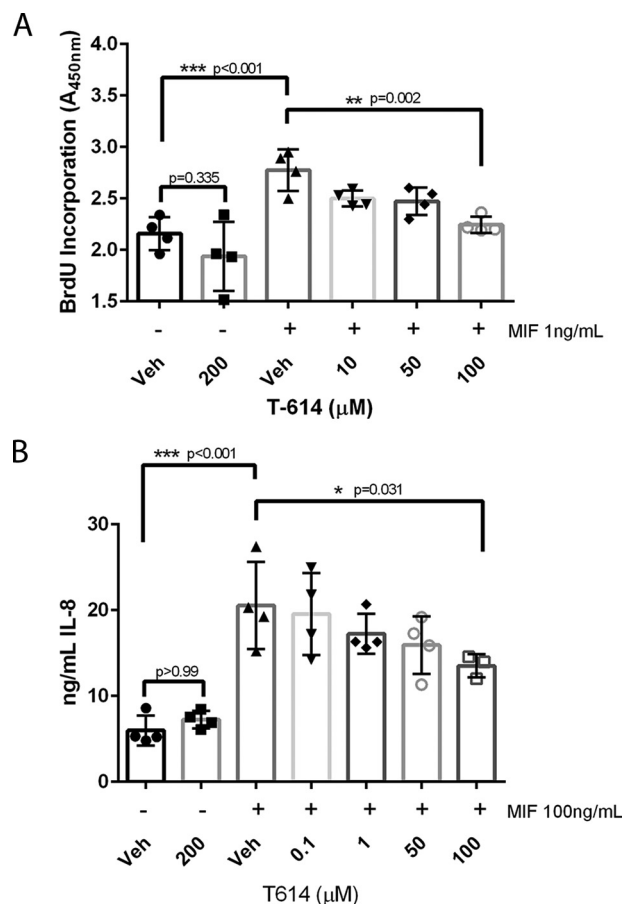 A
BrdU Incorporation (A450nm)
4.0
3.5
3.0
2.5
2.0
1.5
*** p<0.001
** p=0.002
p=0.335
- - + + + + MIF 1ng/mL
Veh 200 Veh 10 50 100
T-614 (μM)
B
ng/mL IL-8
30
20
10
0
*** p<0.001
* p=0.031
p>0.99
- - + + + + + MIF 100ng/mL
Veh 200 Veh 0.1 1 50 100
T614 (μM)